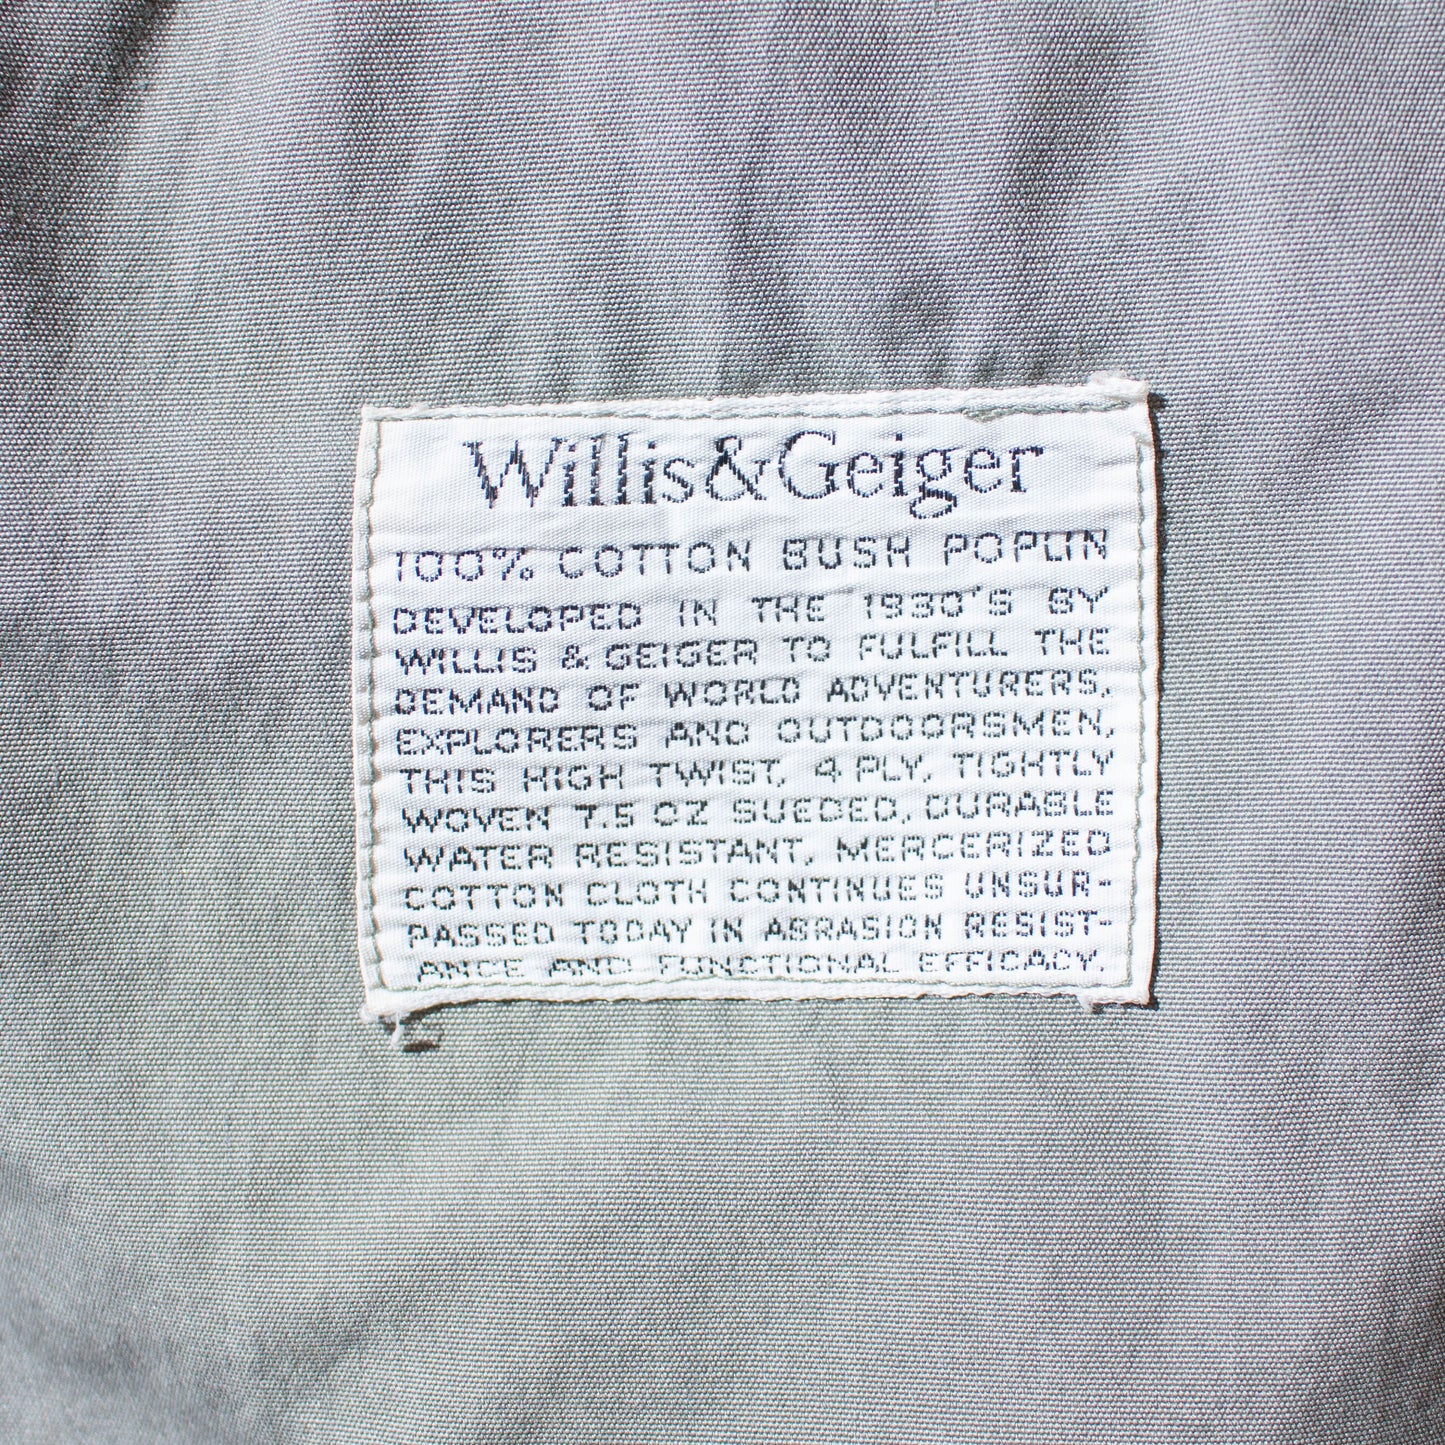 Willis&Geiger
100% COTTON BUSH POPLIN
DEVELOPED IN THE 1930'S BY
WILLIS & GEIGER TO FULFILL THE
DEMAND OF WORLD ADVENTURERS,
EXPLORERS AND OUTDOORSMEN,
THIS HIGH TWIST, 4 PLY, TIGHTLY
WOVEN 7.5 OZ SUEDED, DURABLE
WATER RESISTANT, MERCERIZED
COTTON CLOTH CONTINUES UNSUR-
PASSED TODAY IN ABRASION RESIST-
ANCE AND FUNCTIONAL EFFICACY.